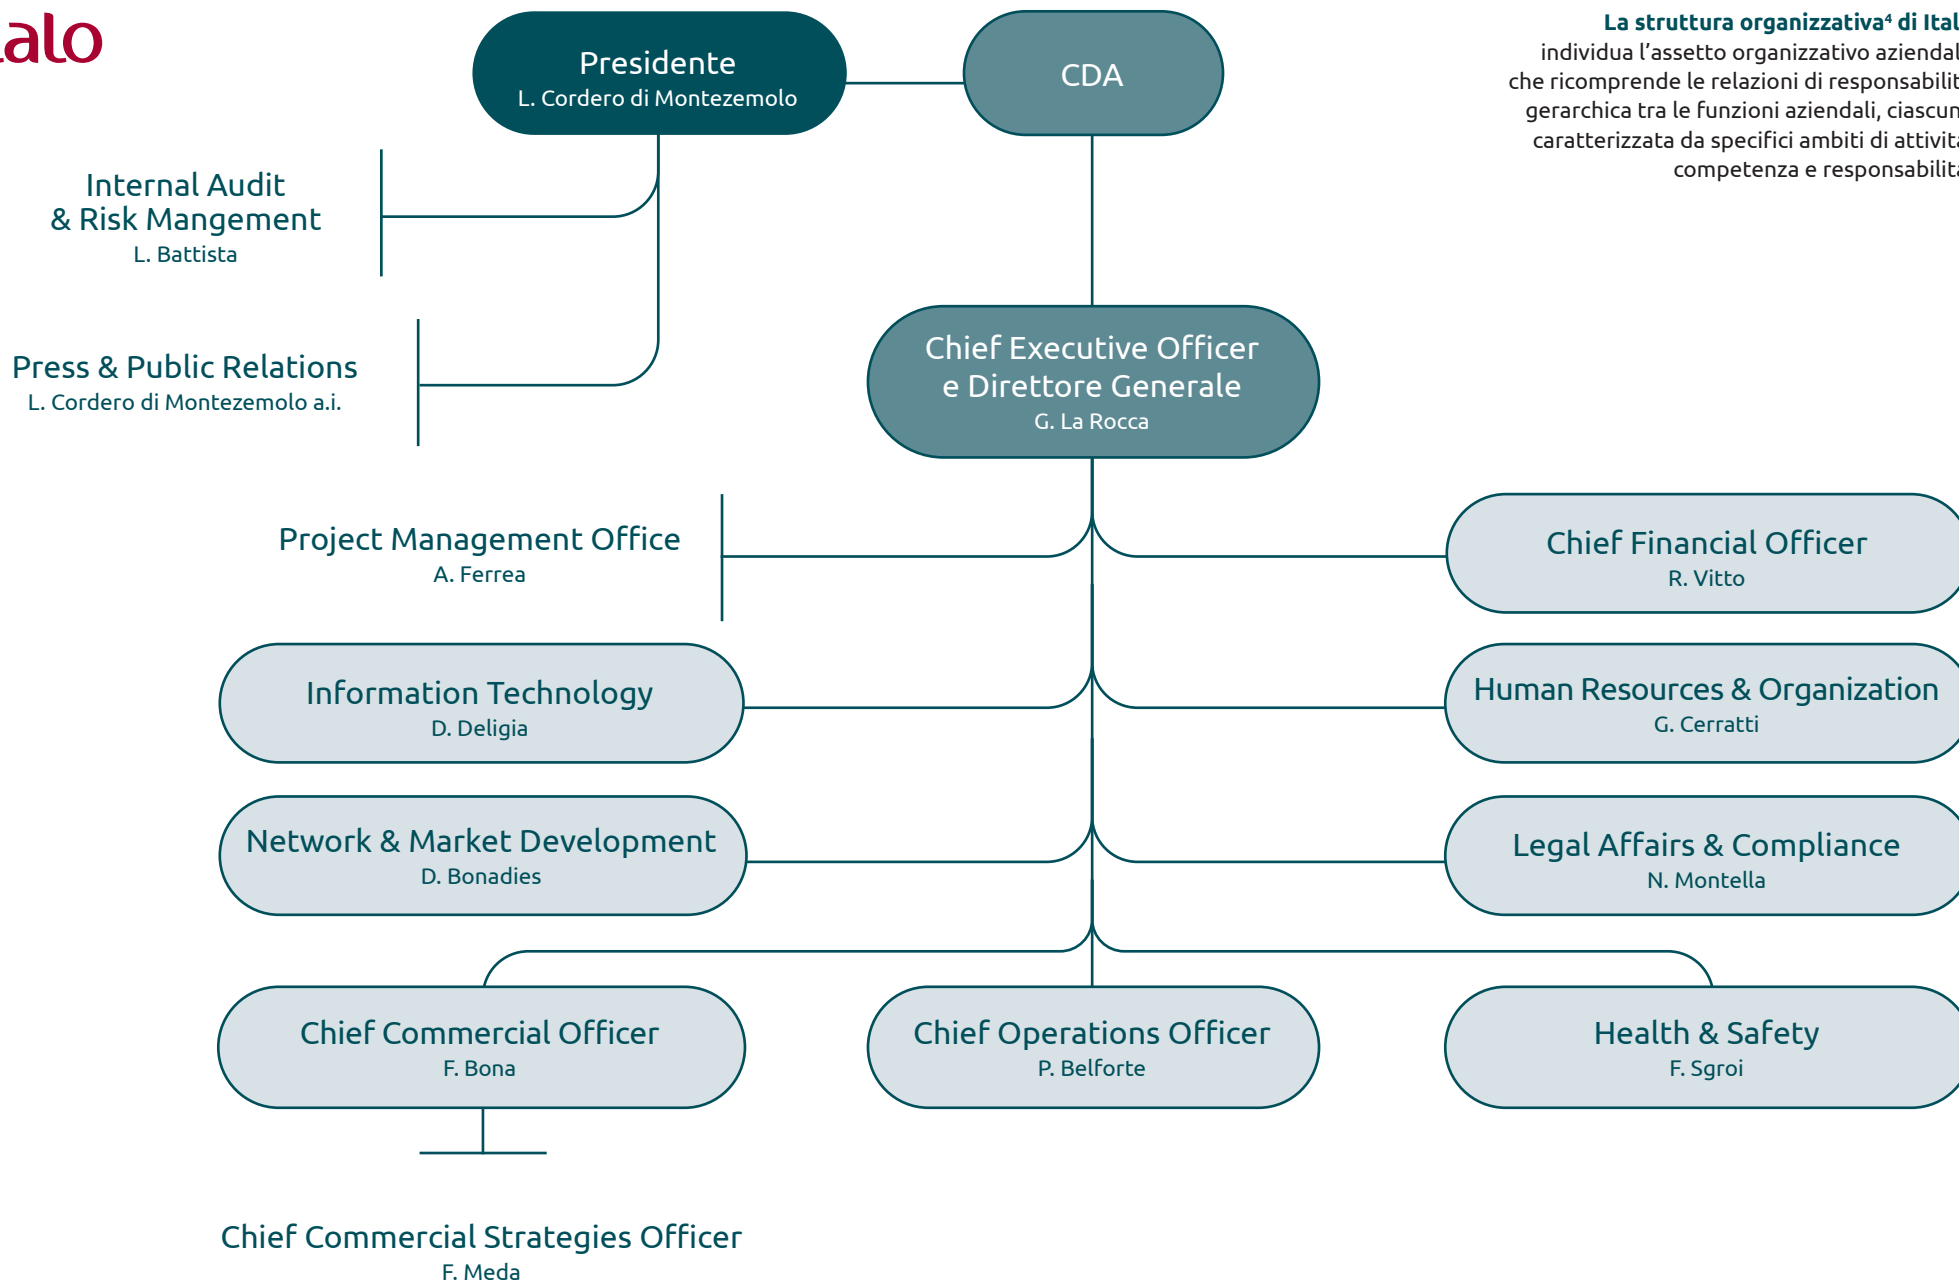 alo
Presidente
L. Cordero di Montezemolo
CDA
La struttura organizzativa⁴ di Ital
individua l'assetto organizzativo aziendal
che ricomprende le relazioni di responsabilit
gerarchica tra le funzioni aziendali, ciascun
caratterizzata da specifici ambiti di attivit
competenza e responsabilit
Internal Audit
& Risk Mangement
L. Battista
Press & Public Relations
L. Cordero di Montezemolo a.i.
Chief Executive Officer
e Direttore Generale
G. La Rocca
Project Management Office
A. Ferrea
Chief Financial Officer
R. Vitto
Information Technology
D. Deligia
Human Resources & Organization
G. Cerratti
Network & Market Development
D. Bonadies
Legal Affairs & Compliance
N. Montella
Chief Commercial Officer
F. Bona
Chief Operations Officer
P. Belforte
Health & Safety
F. Sgroi
Chief Commercial Strategies Officer
F. Meda